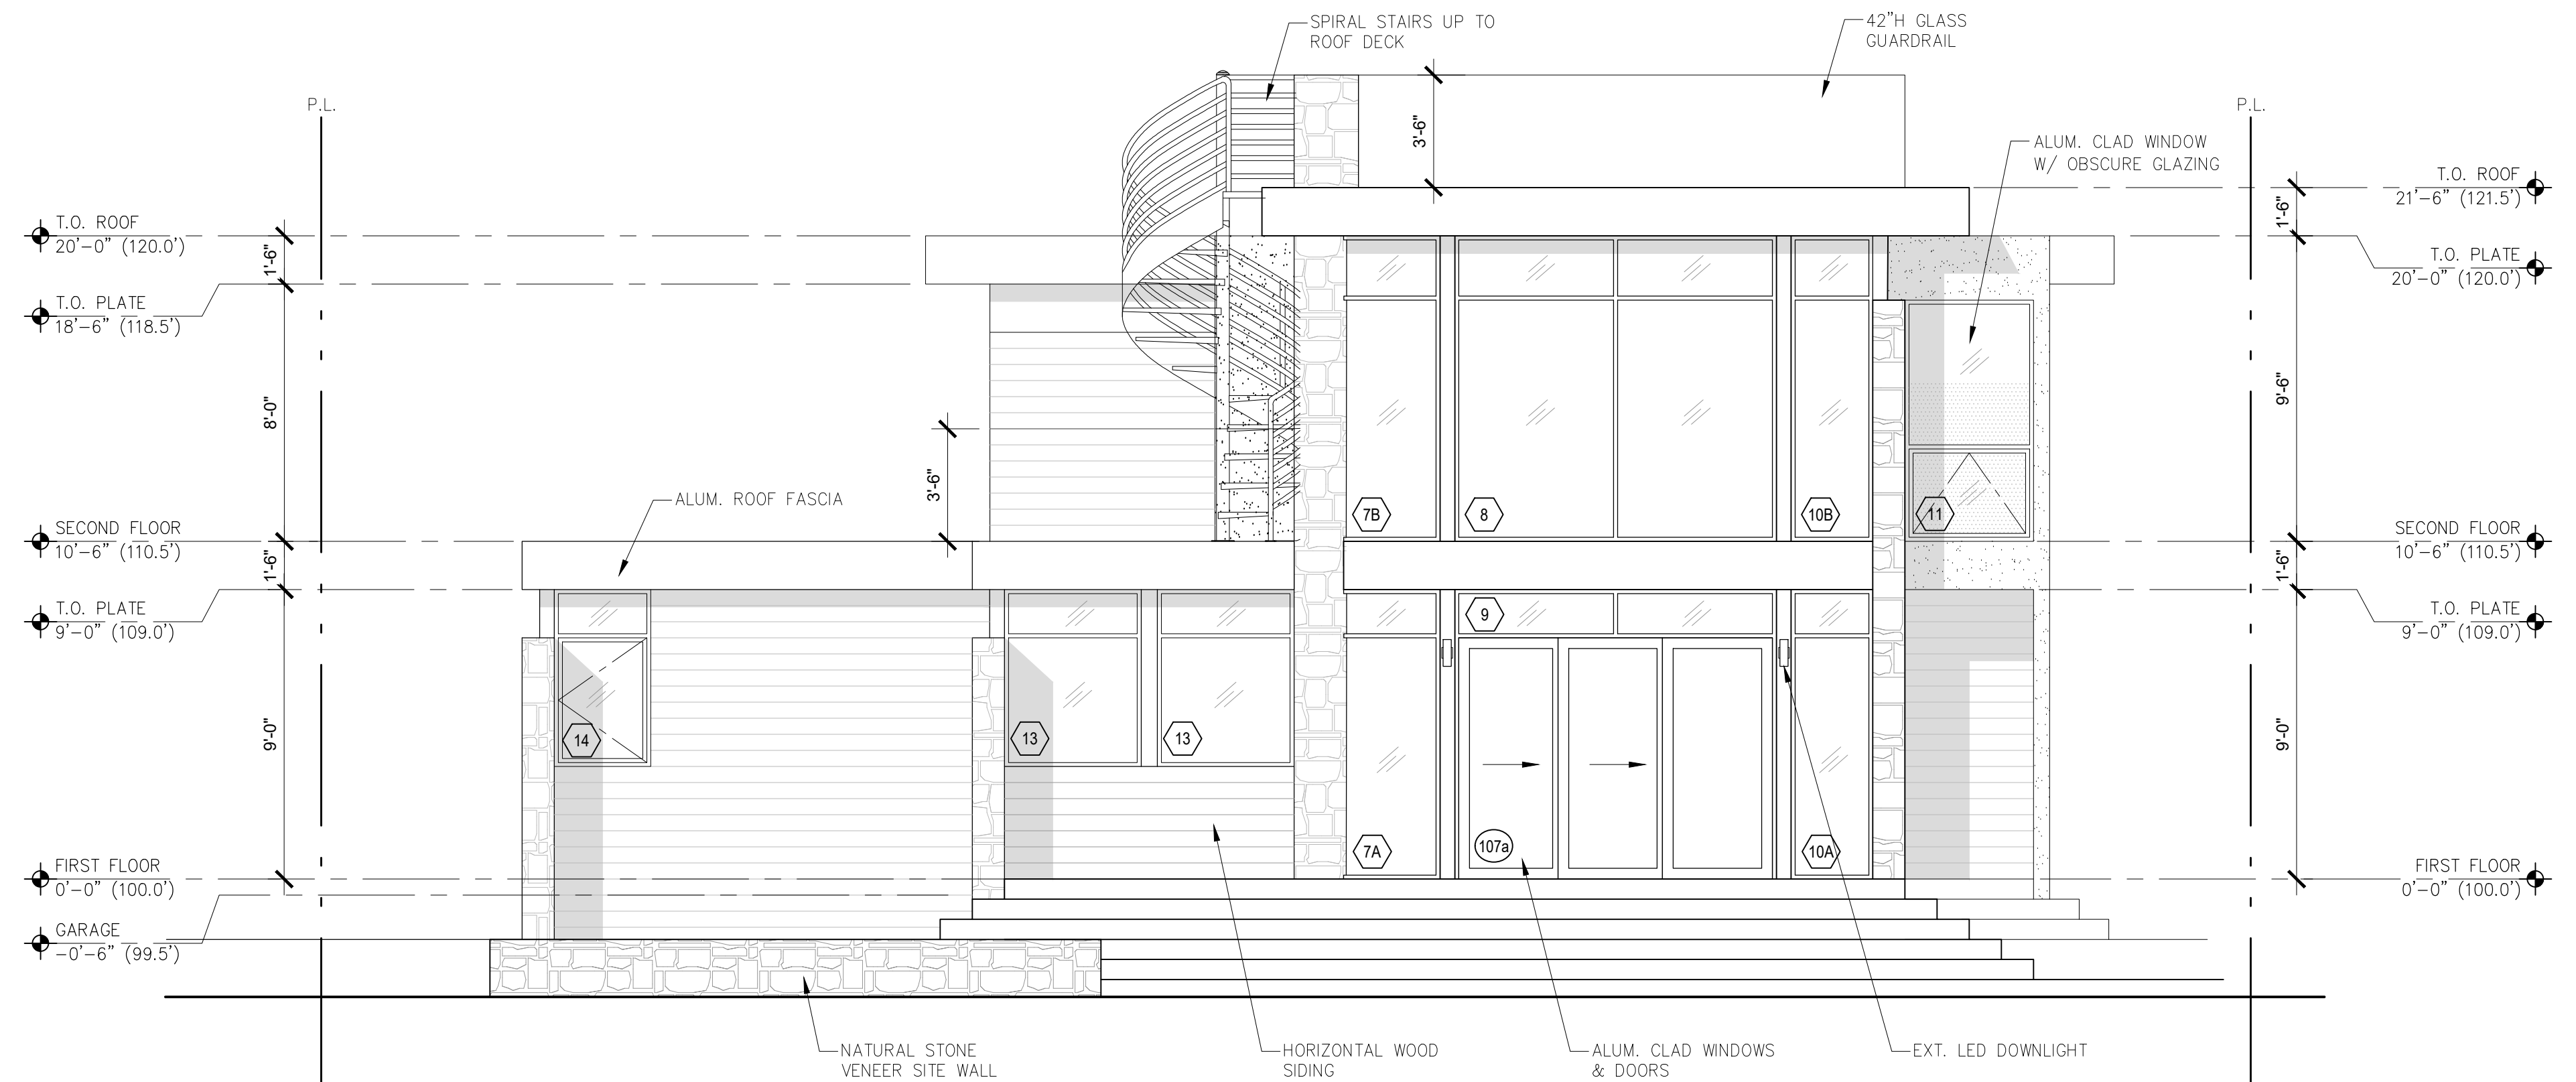 SPIRAL STAIRS UP TO
ROOF DECK
42”H GLASS
GUARDRAIL
P.L.
P.L.
3'-6"
ALUM. CLAD WINDOW
W/ OBSCURE GLAZING
T.O. ROOF
21'-6” (121.5')
1'-6"
T.O. ROOF
20'-0” (120.0')
1'-6"
T.O. PLATE
20'-0” (120.0')
T.O. PLATE
18'-6” (118.5')
8'-0"
9'-6"
3'-6"
ALUM. ROOF FASCIA
7B
8
10B
11
SECOND FLOOR
10'-6” (110.5')
1'-6"
SECOND FLOOR
10'-6” (110.5')
1'-6"
T.O. PLATE
9'-0” (109.0')
9
T.O. PLATE
9'-0” (109.0')
9'-0"
14
13
13
9'-0"
7A
107a
10A
FIRST FLOOR
0'-0” (100.0')
FIRST FLOOR
0'-0” (100.0')
GARAGE
-0'-6” (99.5')
NATURAL STONE
VENEER SITE WALL
HORIZONTAL WOOD
SIDING
ALUM. CLAD WINDOWS
& DOORS
EXT. LED DOWNLIGHT